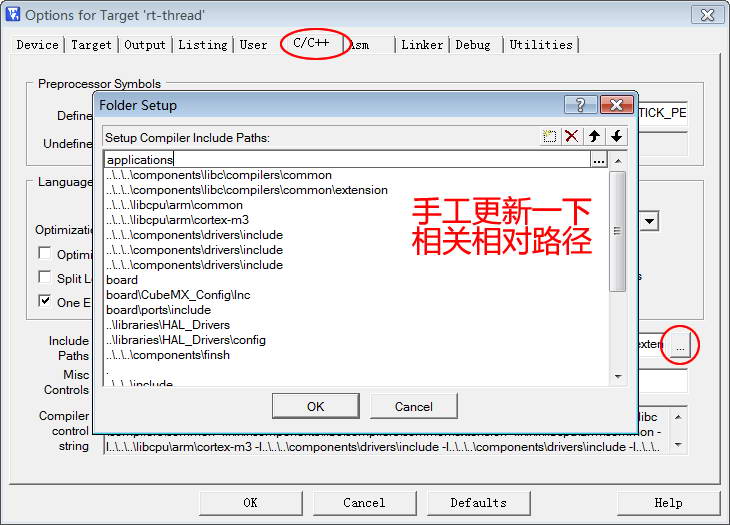 Options for Target 'rt-thread'
Device Target Output Listing User C/C++ Asm Linker Debug Utilities
Preprocessor Symbols
Define
TICK_PE
Undefine
Folder Setup
Setup Compiler Include Paths:
applications
..\..\..\components\libc\compilers\common
..\..\..\components\libc\compilers\common\extension
..\..\..\libcpu\arm\common
..\..\..\libcpu\arm\cortex-m3
..\..\..\components\drivers\include
..\..\..\components\drivers\include
..\..\..\components\drivers\include
board
board\CubeMX_Config\Inc
board\ports\include
..\libraries\HAL_Drivers
..\libraries\HAL_Drivers\config
..\..\..\components\finsh
.
..\..\..\include
手工更新一下
相关相对路径
OK Cancel
Language
Optimizatio
Optimi
Split Lo
One E
s
Include
Paths
exten
...
Misc
Controls
Compiler
control
string
libc
I..\..\..\libcpu\arm\cortex-m3 -I..\..\..\components\drivers\include -I..\..\..\components\drivers\include -I..\..\..
OK Cancel Defaults Help